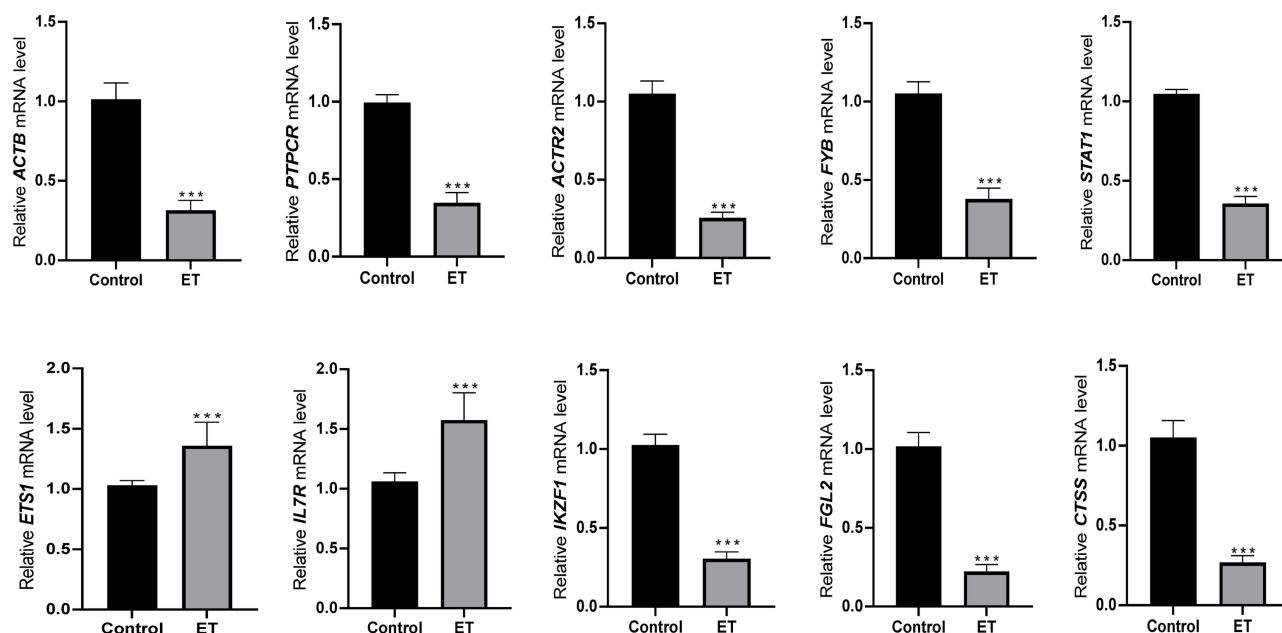 Relative ACTB mRNA level
1.5
1.0
0.5
0.0
***
Control ET
Relative PTPCR mRNA level
1.5
1.0
0.5
0.0
***
Control ET
Relative ACTR2 mRNA level
1.5
1.0
0.5
0.0
***
Control ET
Relative FYB mRNA level
1.5
1.0
0.5
0.0
***
Control ET
Relative STAT1 mRNA level
1.5
1.0
0.5
0.0
***
Control ET
Relative ETS1 mRNA level
2.0
1.5
1.0
0.5
0.0
***
Control ET
Relative IL7R mRNA level
2.0
1.5
1.0
0.5
0.0
***
Control ET
Relative IKZF1 mRNA level
1.5
1.0
0.5
0.0
***
Control ET
Relative FGL2 mRNA level
1.5
1.0
0.5
0.0
***
Control ET
Relative CTSS mRNA level
1.5
1.0
0.5
0.0
***
Control ET